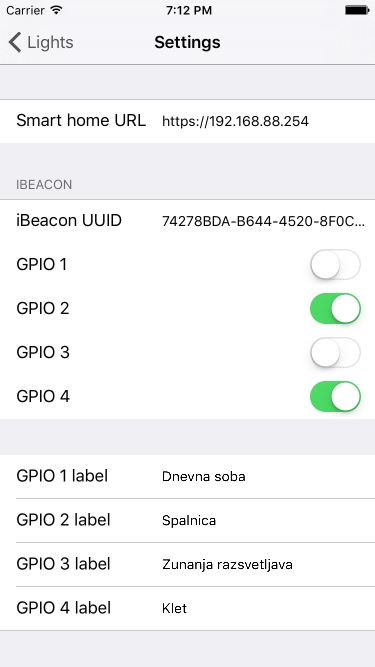 Carrier 7:12 PM
Lights Settings
Smart home URL https://192.168.88.254
IBEACON
iBeacon UUID 74278BDA-B644-4520-8F0C...
GPIO 1
GPIO 2
GPIO 3
GPIO 4
GPIO 1 label Dnevna soba
GPIO 2 label Spalnica
GPIO 3 label Zunanja razsvetljava
GPIO 4 label Klet